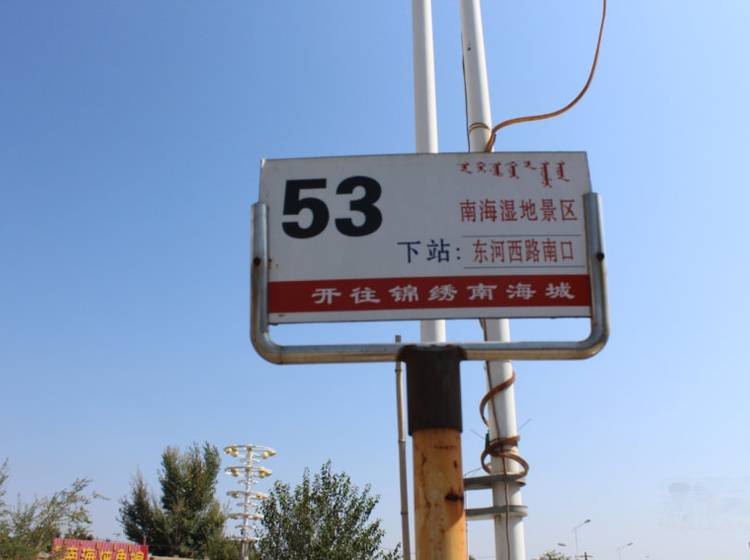 53
南海湿地景区
下站：东河西路南口
开往锦绣南海城